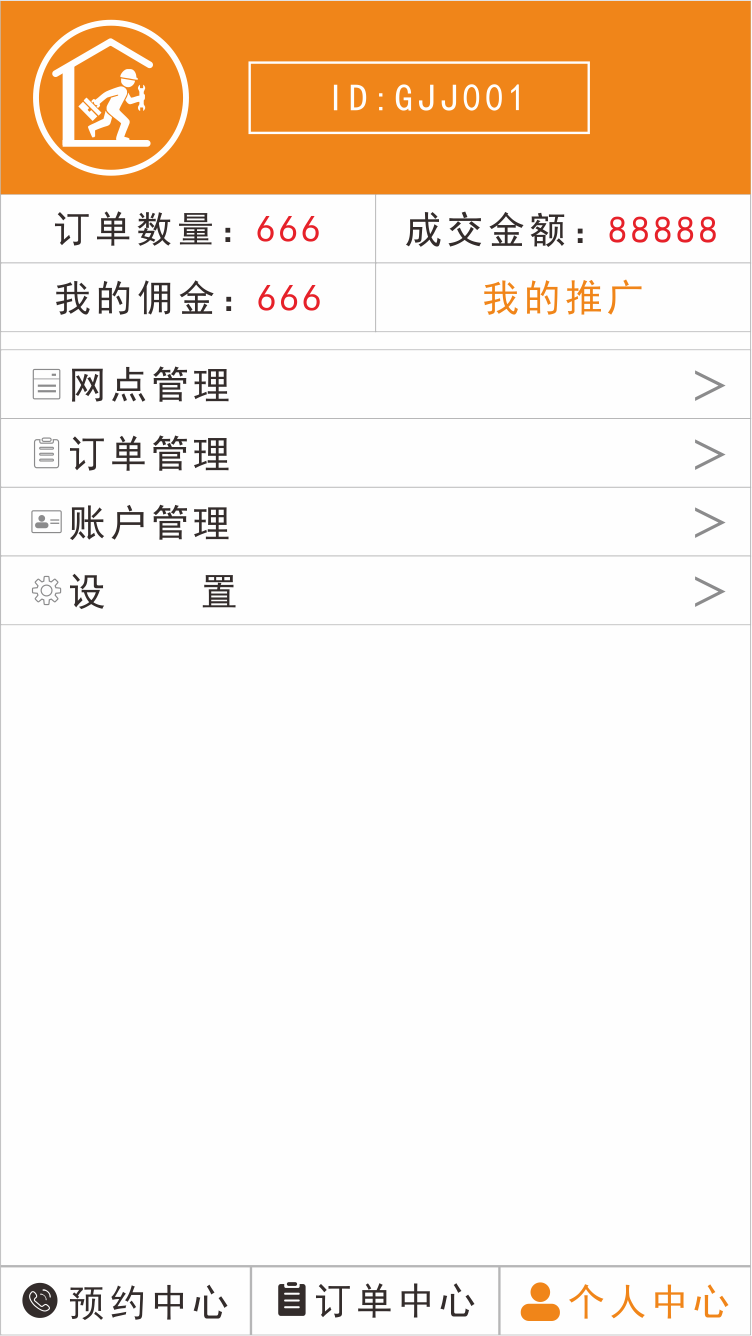 ID:GJJ001
订单数量：666 成交金额：88888
我的佣金：666 我的推广
网点管理 >
订单管理 >
账户管理 >
设 置 >
预约中心 订单中心 个人中心